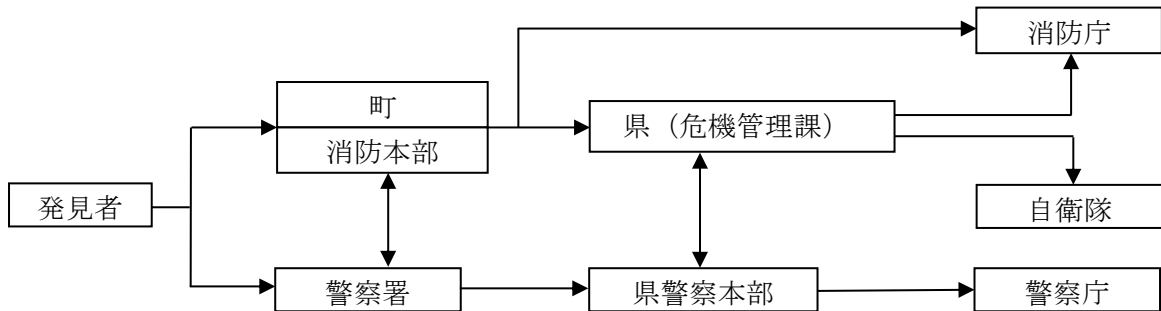 消防庁
町
消防本部
県（危機管理課）
発見者
自衛隊
警察署
県警察本部
警察庁